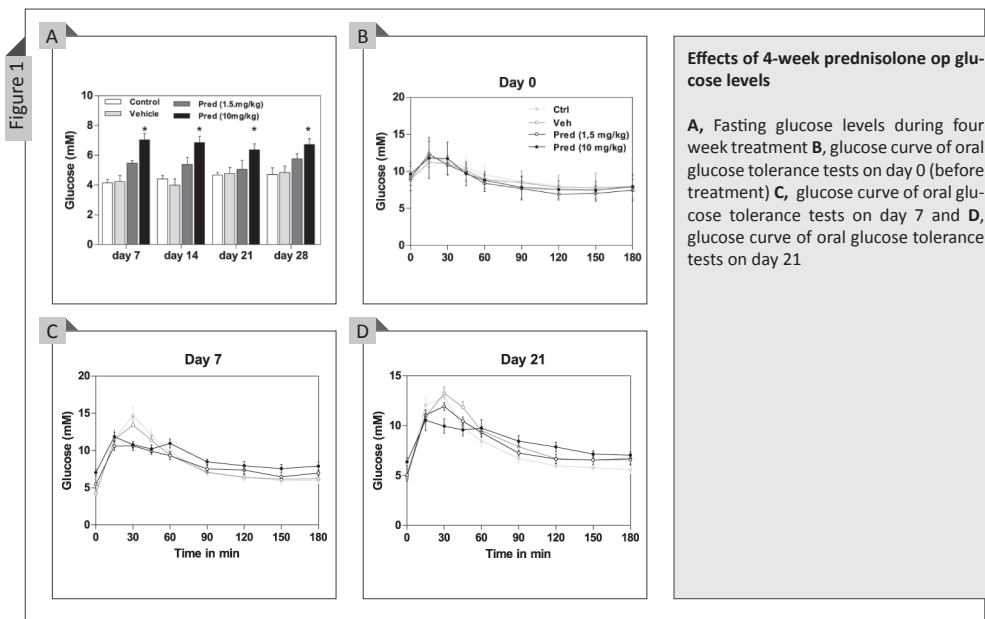 Figure 1
A
10
8
6
4
2
0
Glucose (mM)
Control
Vehicle
Pred (1.5.mg/kg)
Pred (10mg/kg)
*
*
*
*
day 7
day 14
day 21
day 28
B
Day 0
20
15
10
5
0
Glucose (mM)
Ctrl
Veh
Pred (1,5 mg/kg)
Pred (10 mg/kg)
0 30 60 90 120 150 180
Effects of 4-week prednisolone op glu-
cose levels
A, Fasting glucose levels during four
week treatment B, glucose curve of oral
glucose tolerance tests on day 0 (before
treatment) C, glucose curve of oral glu-
cose tolerance tests on day 7 and D,
glucose curve of oral glucose tolerance
tests on day 21
C
Day 7
20
15
10
5
0
Glucose (mM)
0 30 60 90 120 150 180
Time in min
D
Day 21
15
10
5
0
Glucose (mM)
0 30 60 90 120 150 180
Time in min